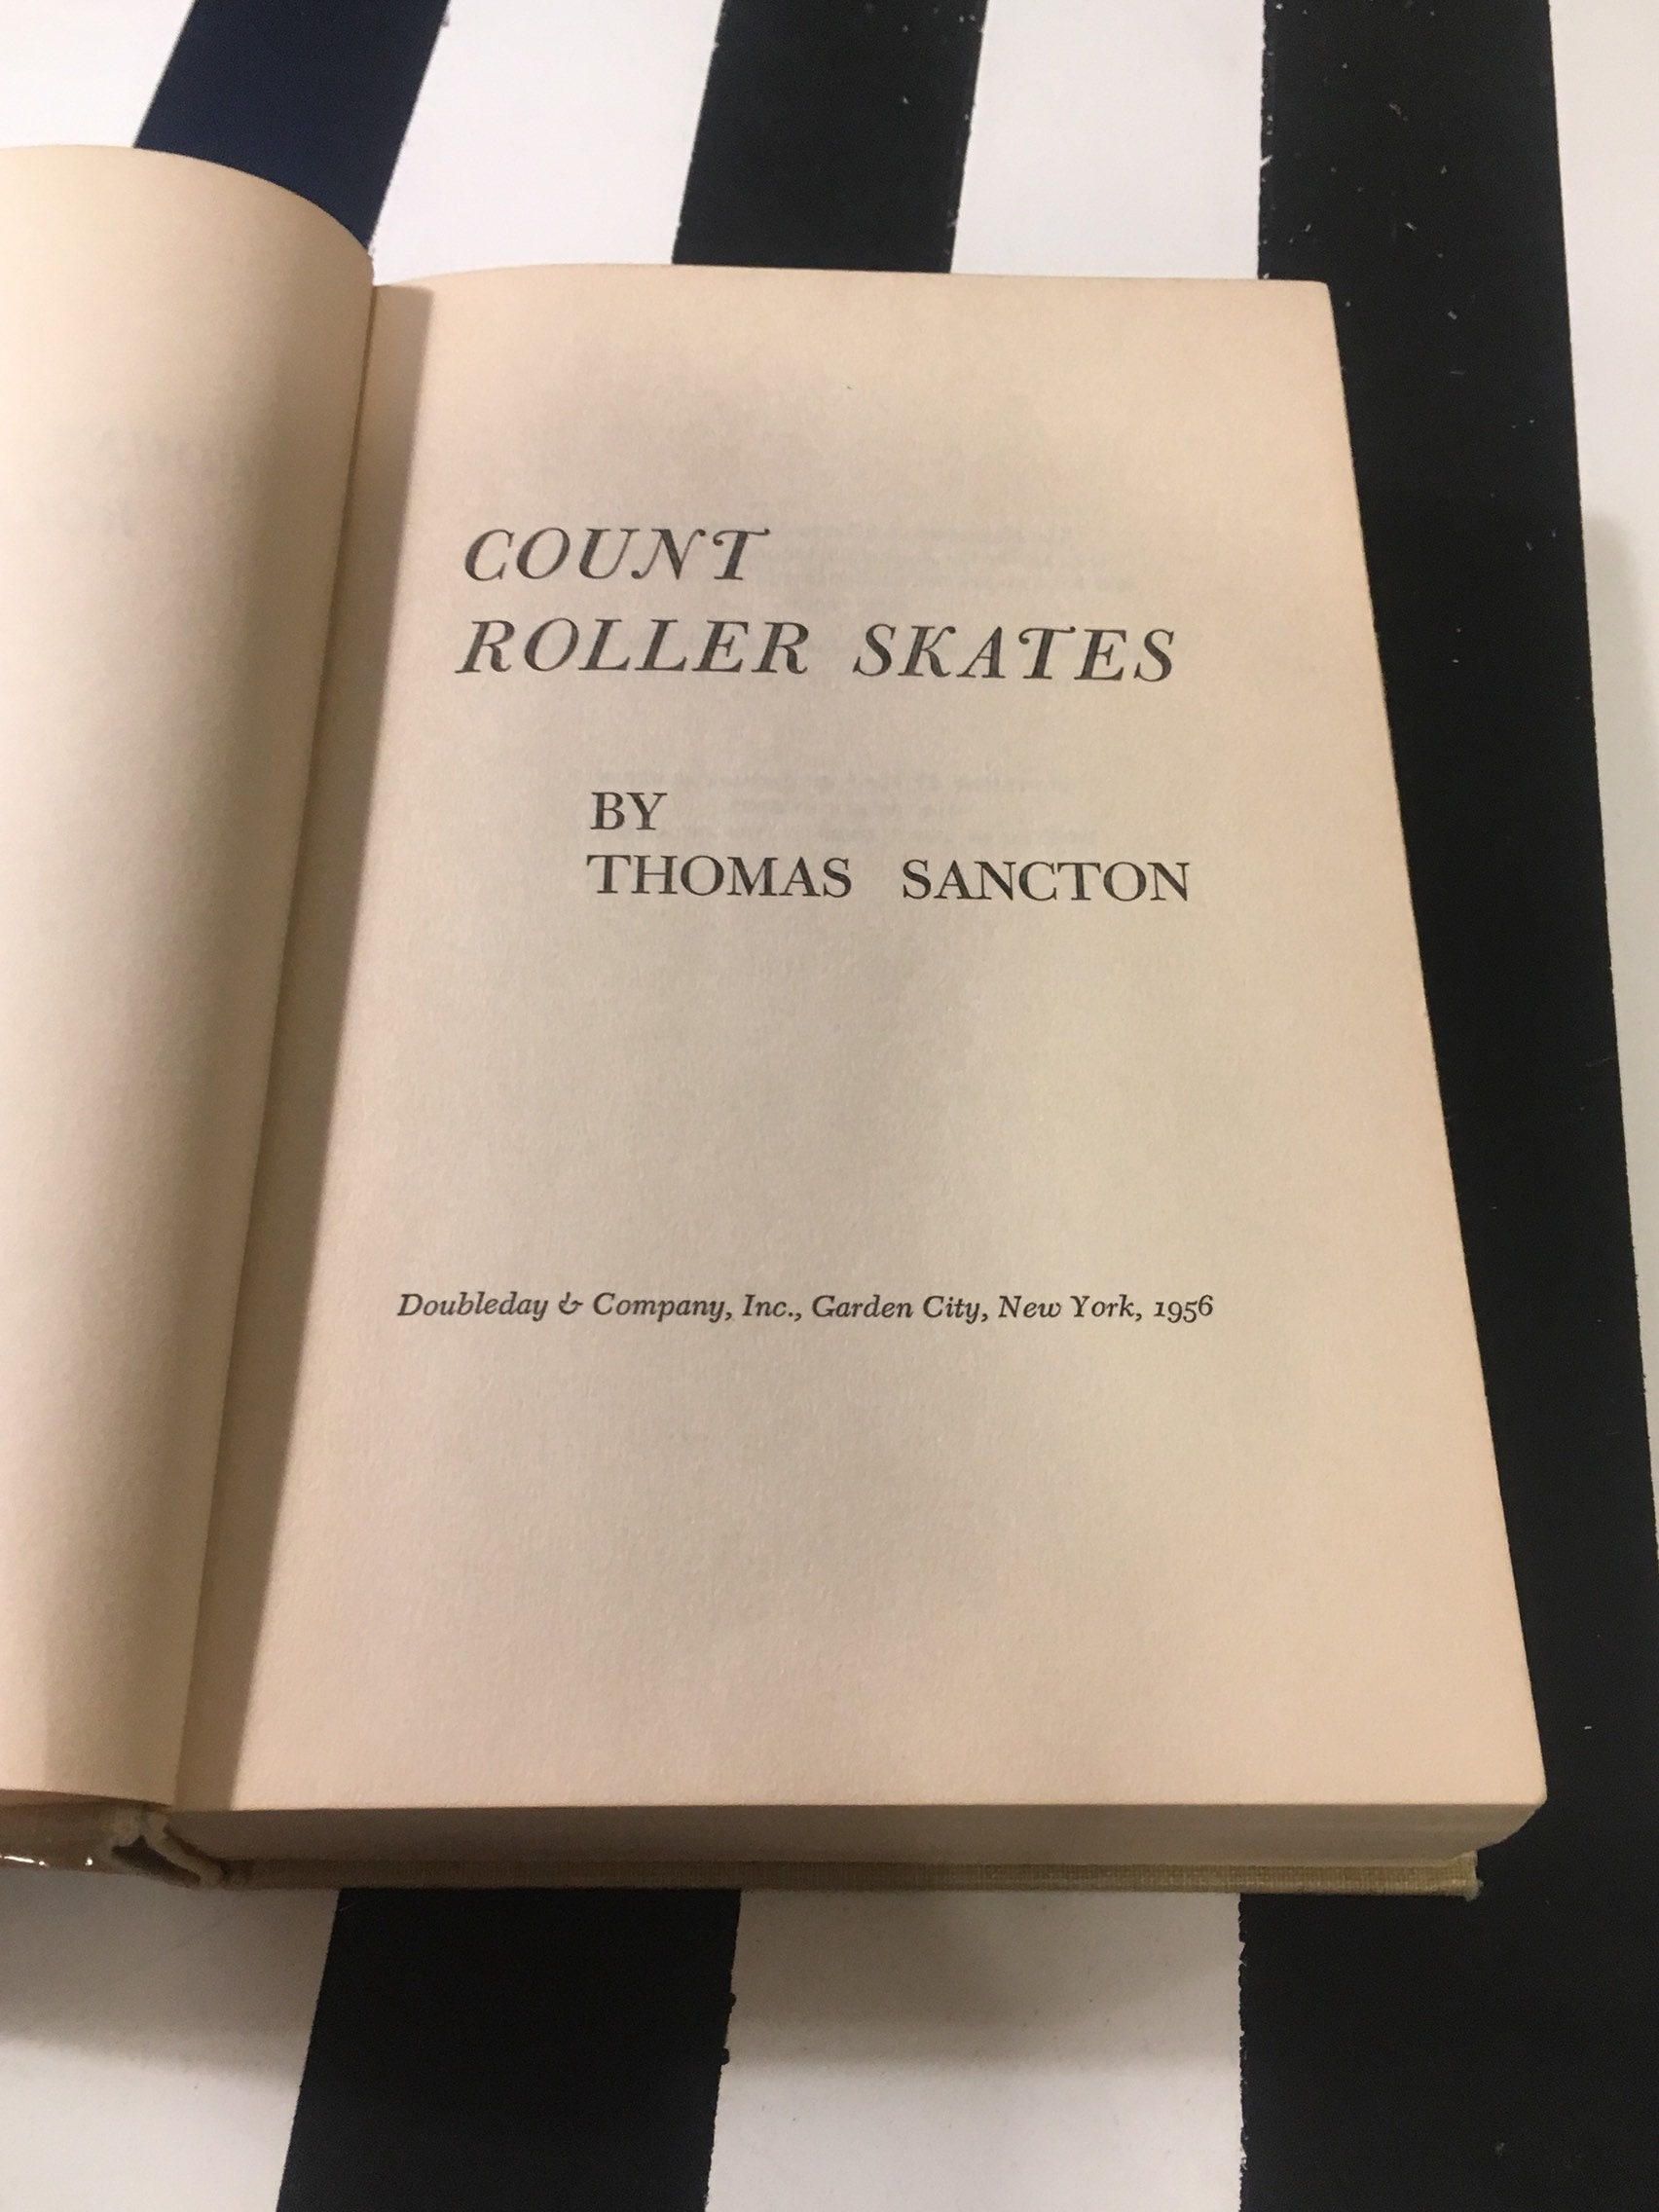 COUNT
ROLLER SKATES
BY
THOMAS SANCTON
Doubleday & Company, Inc., Garden City, New York, 1956